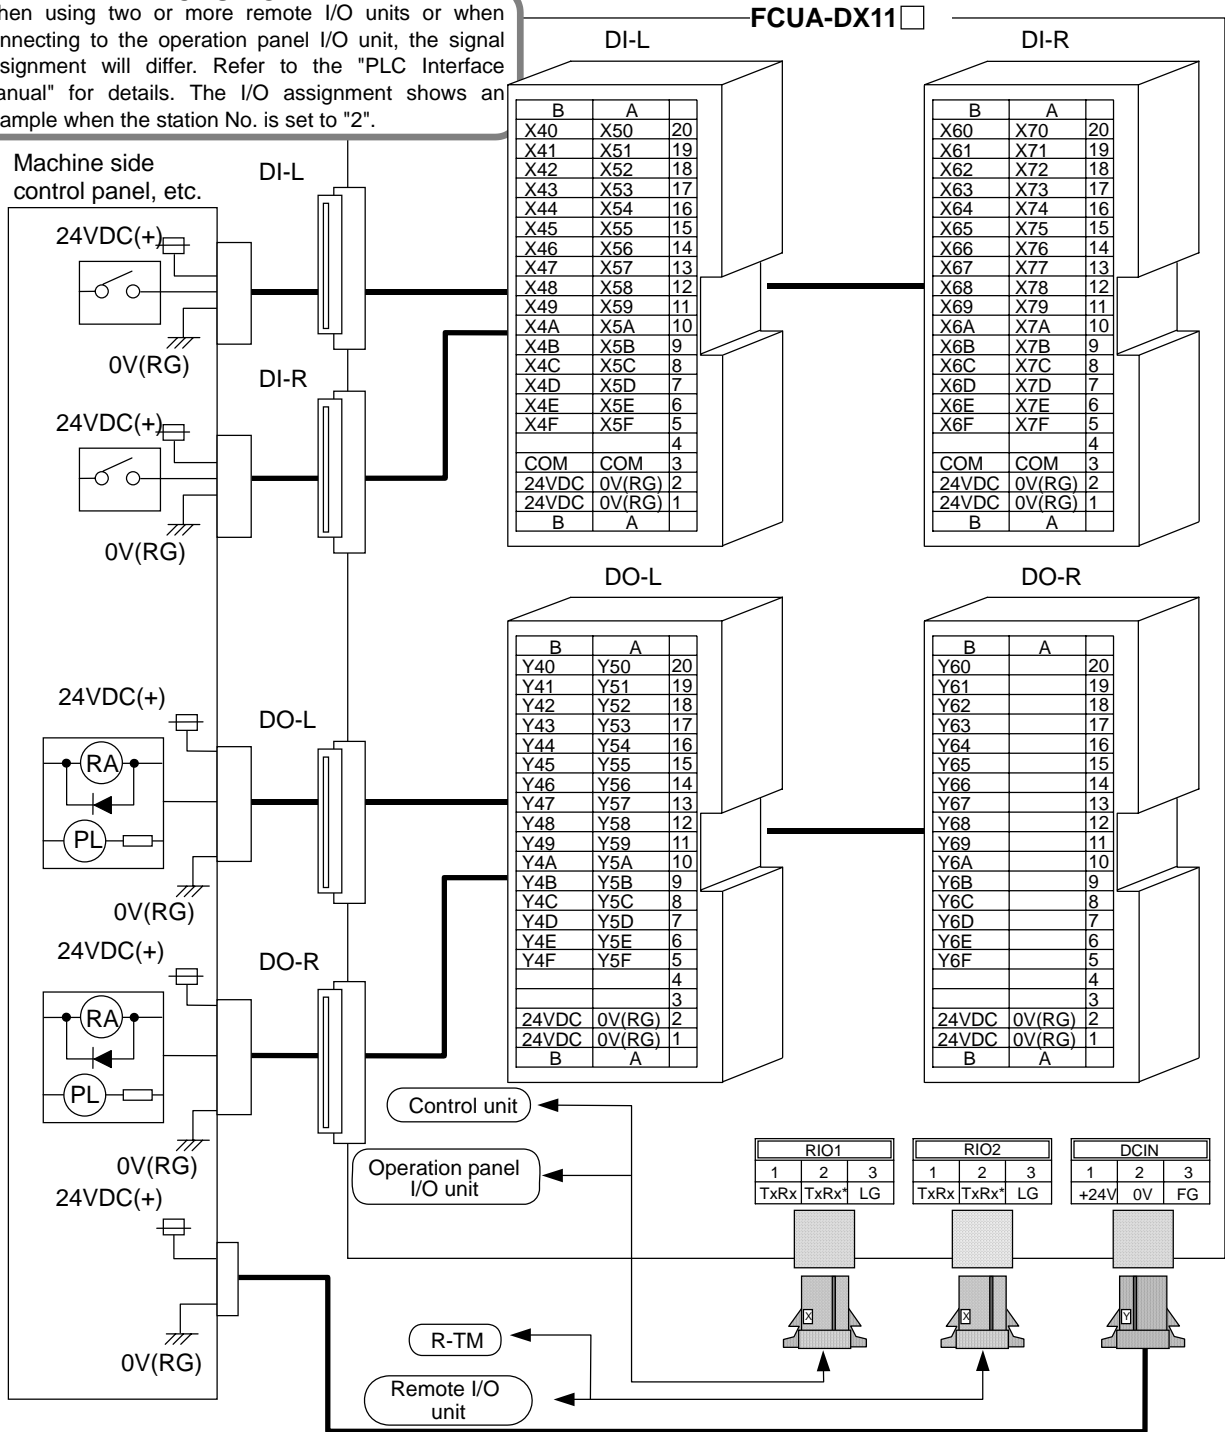 hen using two or more remote I/O units or when
nnecting to the operation panel I/O unit, the signal
signment will differ. Refer to the "PLC Interface
anual" for details. The I/O assignment shows an
ample when the station No. is set to "2".
FCUA-DX11□
DI-L
DI-R
B A
X40 X50 20
X41 X51 19
X42 X52 18
X43 X53 17
X44 X54 16
X45 X55 15
X46 X56 14
X47 X57 13
X48 X58 12
X49 X59 11
X4A X5A 10
X4B X5B 9
X4C X5C 8
X4D X5D 7
X4E X5E 6
X4F X5F 5
4
COM COM 3
24VDC 0V(RG) 2
24VDC 0V(RG) 1
B A
B A
X60 X70 20
X61 X71 19
X62 X72 18
X63 X73 17
X64 X74 16
X65 X75 15
X66 X76 14
X67 X77 13
X68 X78 12
X69 X79 11
X6A X7A 10
X6B X7B 9
X6C X7C 8
X6D X7D 7
X6E X7E 6
X6F X7F 5
4
COM COM 3
24VDC 0V(RG) 2
24VDC 0V(RG) 1
B A
Machine side
control panel, etc.
DI-L
24VDC(+)
0V(RG)
DI-R
24VDC(+)
0V(RG)
DO-L
DO-R
B A
Y40 Y50 20
Y41 Y51 19
Y42 Y52 18
Y43 Y53 17
Y44 Y54 16
Y45 Y55 15
Y46 Y56 14
Y47 Y57 13
Y48 Y58 12
Y49 Y59 11
Y4A Y5A 10
Y4B Y5B 9
Y4C Y5C 8
Y4D Y5D 7
Y4E Y5E 6
Y4F Y5F 5
4
3
24VDC 0V(RG) 2
24VDC 0V(RG) 1
B A
B A
Y60 20
Y61 19
Y62 18
Y63 17
Y64 16
Y65 15
Y66 14
Y67 13
Y68 12
Y69 11
Y6A 10
Y6B 9
Y6C 8
Y6D 7
Y6E 6
Y6F 5
4
3
24VDC 0V(RG) 2
24VDC 0V(RG) 1
B A
24VDC(+)
DO-L
RA
PL
0V(RG)
24VDC(+)
DO-R
RA
PL
0V(RG)
24VDC(+)
0V(RG)
Control unit
Operation panel
I/O unit
RIO1
1 2 3
TxRx TxRx* LG
RIO2
1 2 3
TxRx TxRx* LG
DCIN
1 2 3
+24V 0V FG
X
X
Y
R-TM
Remote I/O
unit